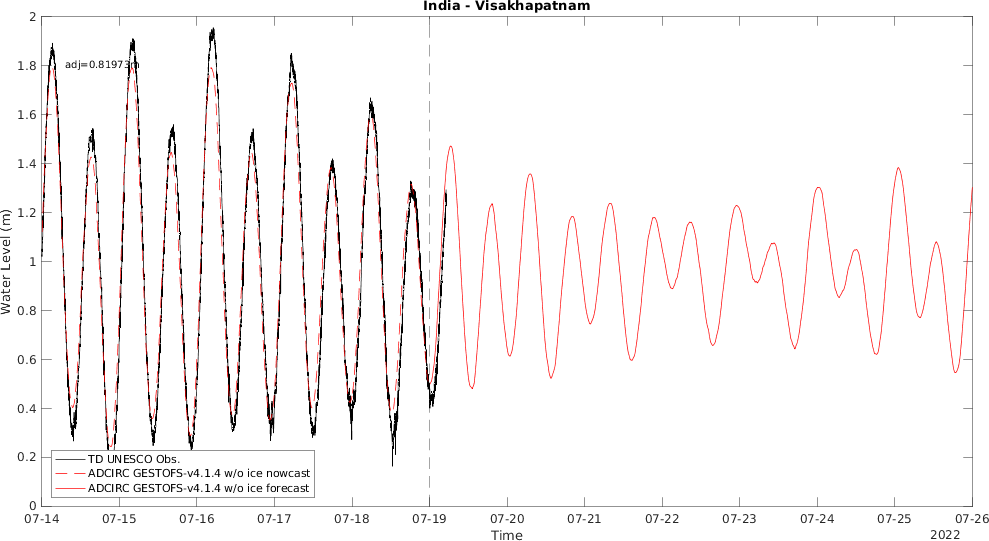 India - Visakhapatnam
2
1.8
1.6
1.4
1.2
1
0.8
0.6
0.4
0.2
0
Water Level (m)
adj=0.81973m
TD UNESCO Obs.
ADCIRC GESTOFS-v4.1.4 w/o ice nowcast
ADCIRC GESTOFS-v4.1.4 w/o ice forecast
07-14 07-15 07-16 07-17 07-18 07-19 07-20 07-21 07-22 07-23 07-24 07-25 07-26
Time
2022